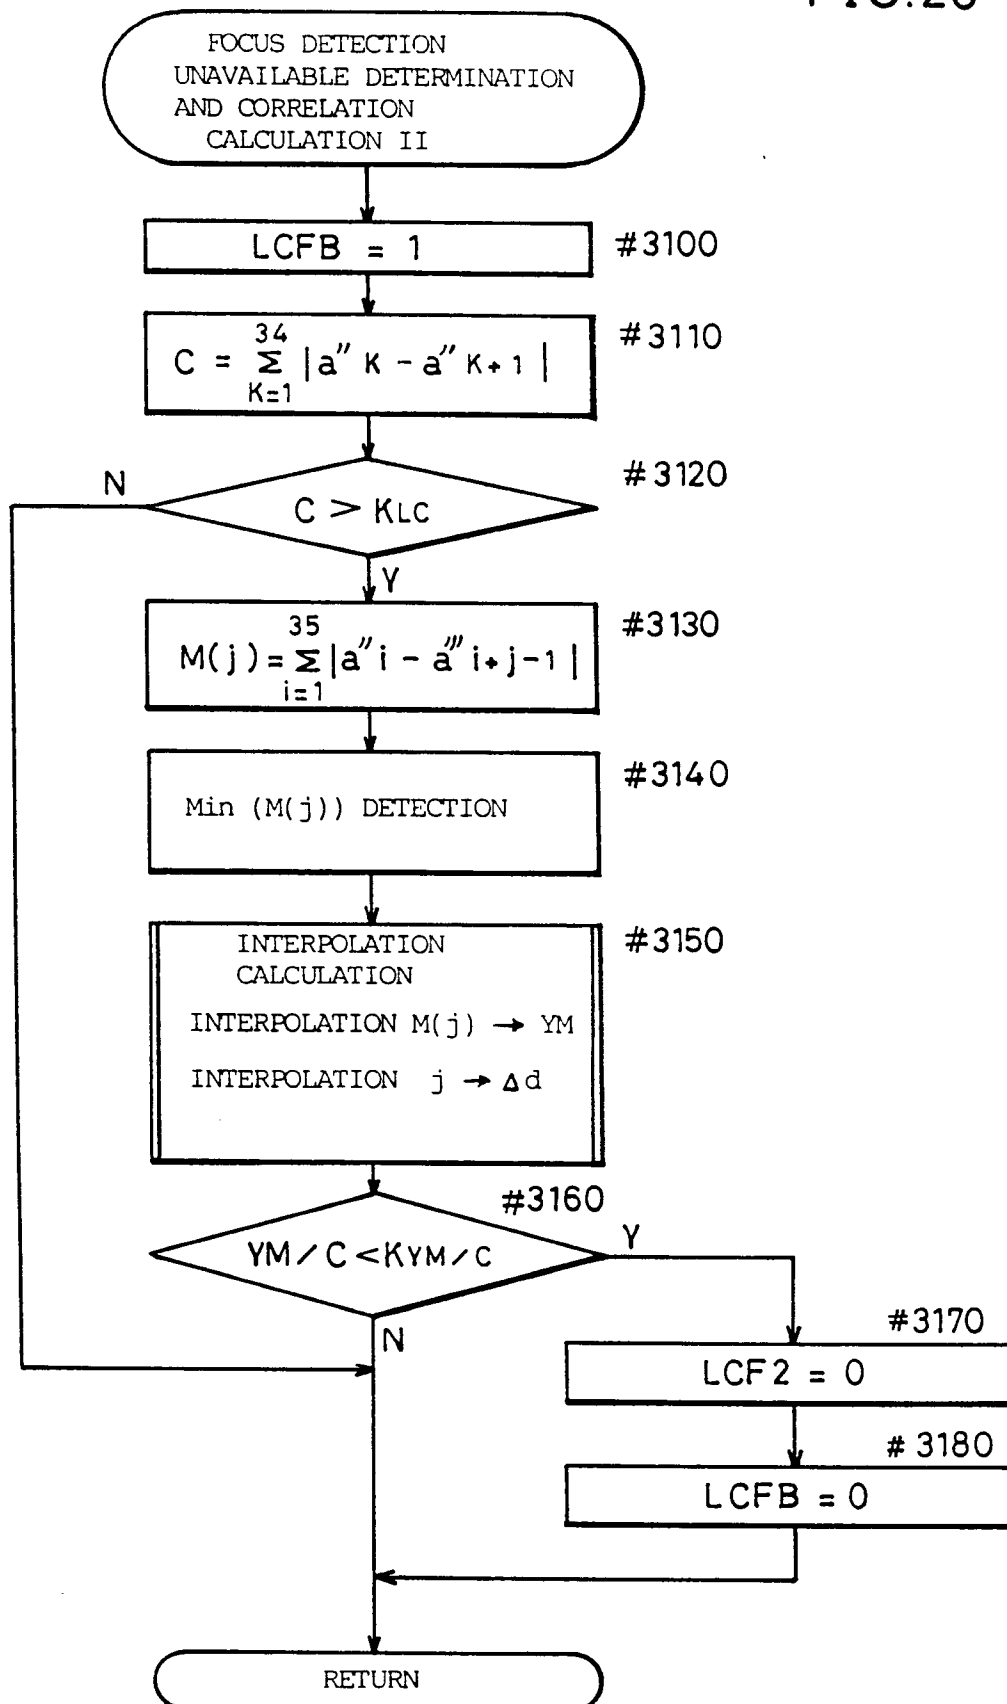 FIG.26
FOCUS DETECTION
UNAVAILABLE DETERMINATION
AND CORRELATION
CALCULATION II
LCFB = 1
#3100
C = 34 Σ K=1 | a″ K - a″ K+1 |
#3110
C > KLC
#3120
N
Y
M(j) = 35 Σ i=1 | a″ i - a‴ i+j-1 |
#3130
Min (M(j)) DETECTION
#3140
INTERPOLATION
CALCULATION
INTERPOLATION M(j) → YM
INTERPOLATION j → Δd
#3150
#3160
YM/C < KYM/C
Y
N
#3170
LCF2 = 0
#3180
LCFB = 0
RETURN